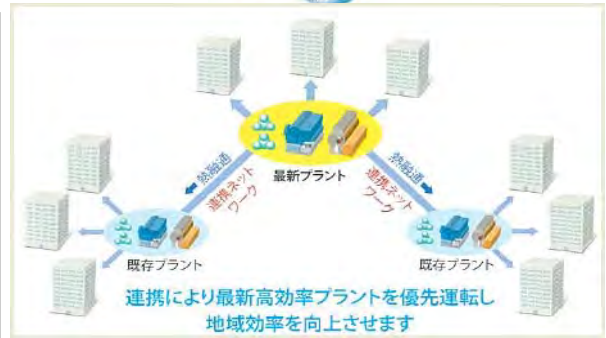 熱融通
連携ネット
ワーク
最新プラント
熱融通
連携ネット
ワーク
既存プラント
既存プラント
連携により最新高効率プラントを優先運転し
地域効率を向上させます